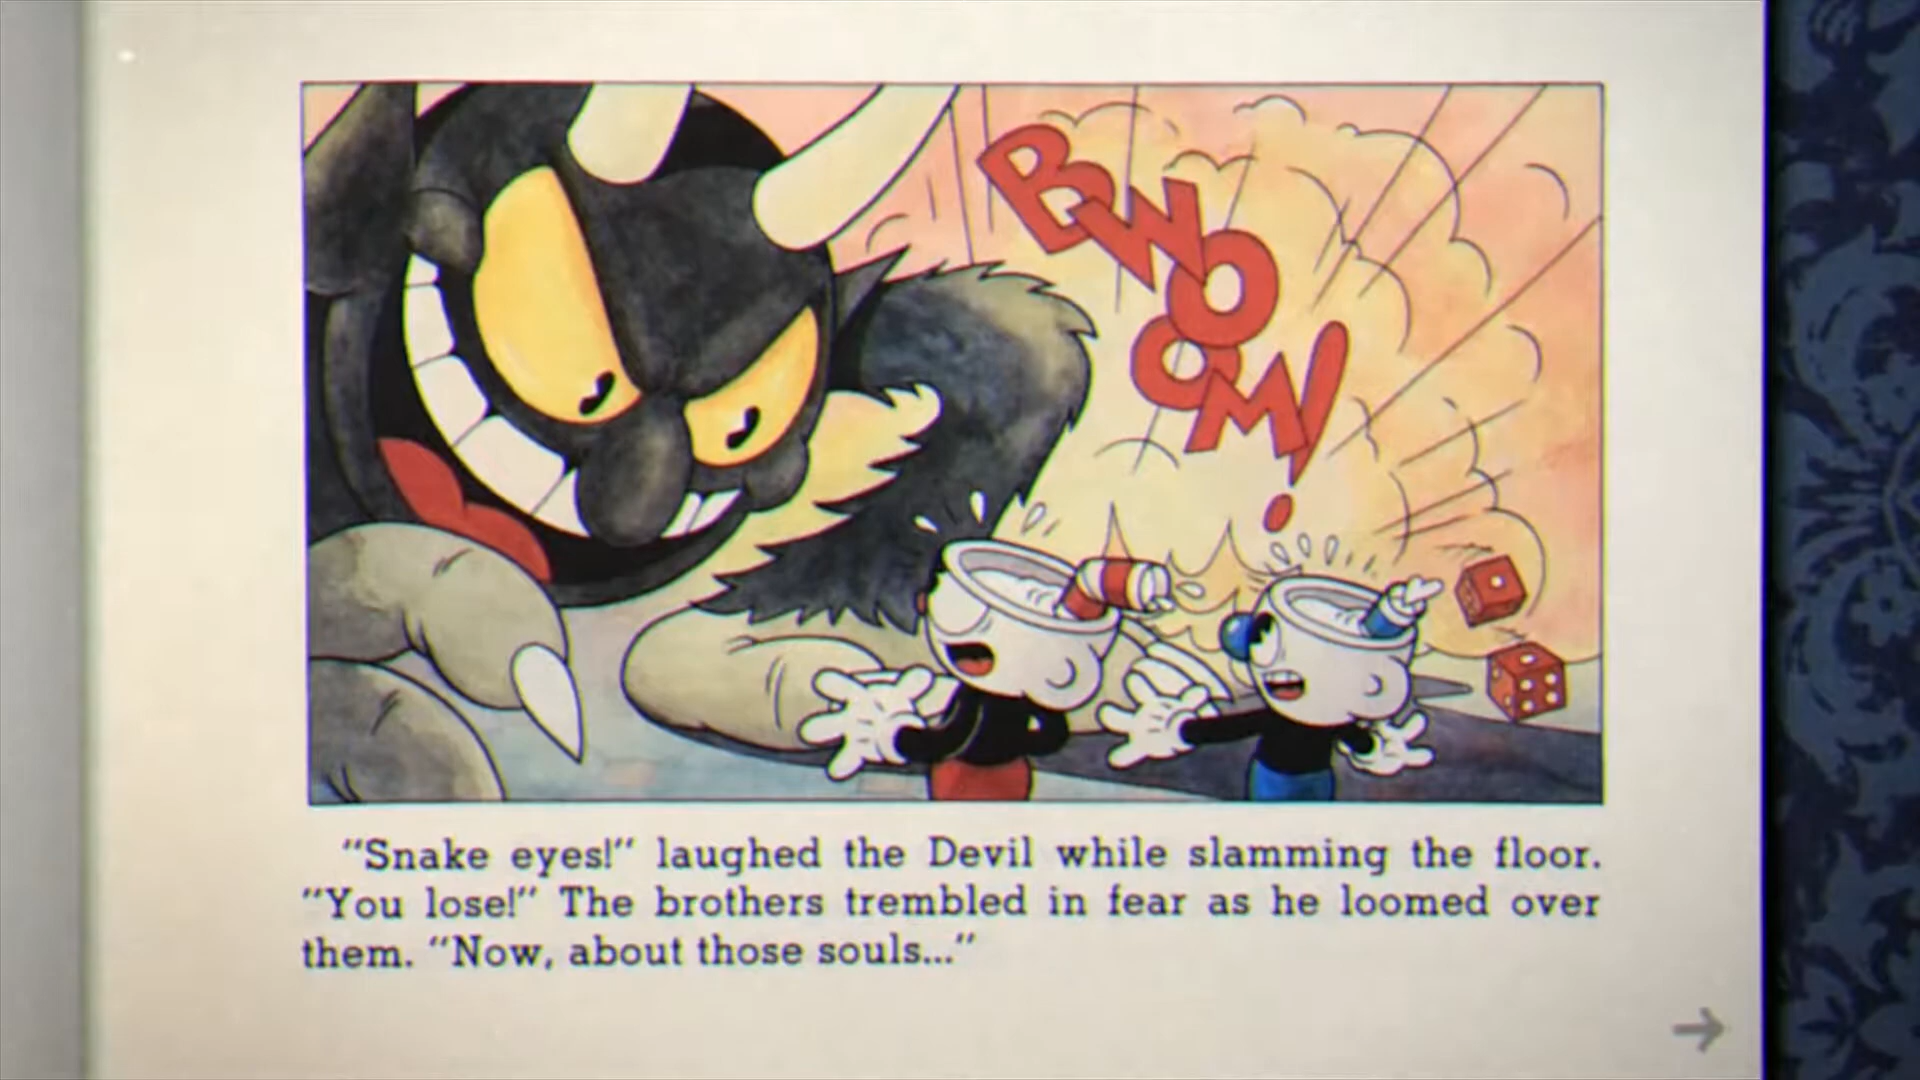 BWOOM!
“Snake eyes!” laughed the Devil while slamming the floor.
“You lose!” The brothers trembled in fear as he loomed over
them. “Now, about those souls...”